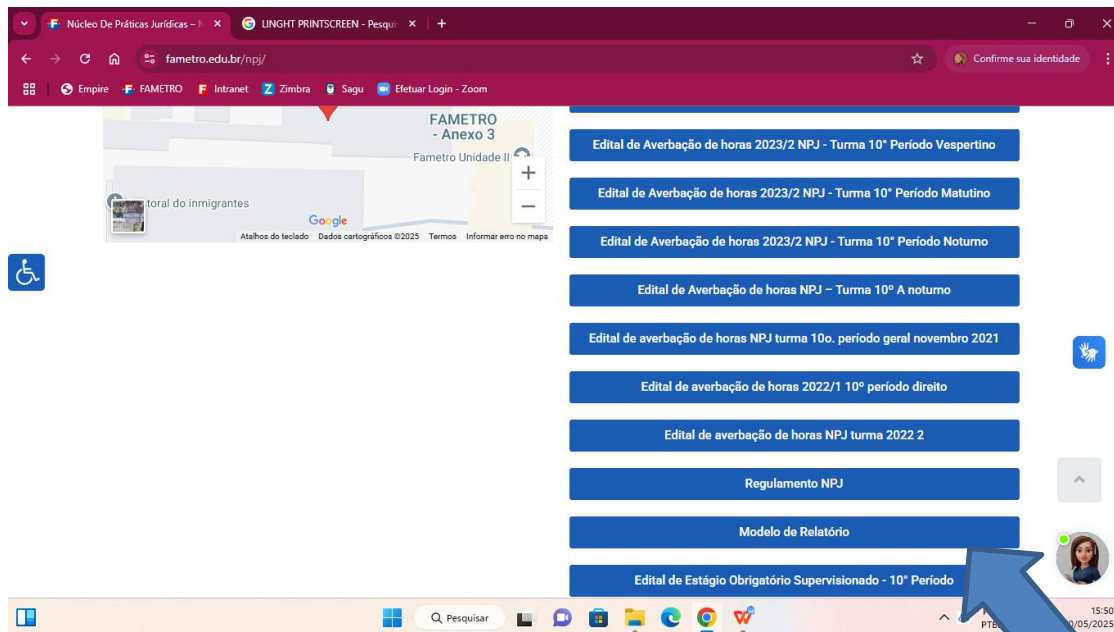 Núcleo De Práticas Jurídicas –
LINGHT PRINTSCREEN - Pesqui
fametro.edu.br/npj/
Confirme sua identidade
Empire
FAMETRO
Intranet
Zimbra
Sagu
Efetuar Login - Zoom
FAMETRO
- Anexo 3
Fametro Unidade II
toral do inmigrantes
Google
Atalhos do teclado Dados cartográficos ©2025 Termos Informar erro no mapa
Edital de Averbação de horas 2023/2 NPJ - Turma 10° Período Vespertino
Edital de Averbação de horas 2023/2 NPJ - Turma 10° Período Matutino
Edital de Averbação de horas 2023/2 NPJ - Turma 10° Período Noturno
Edital de Averbação de horas NPJ – Turma 10º A noturno
Edital de averbação de horas NPJ turma 10o. período geral novembro 2021
Edital de averbação de horas 2022/1 10º período direito
Edital de averbação de horas NPJ turma 2022 2
Regulamento NPJ
Modelo de Relatório
Edital de Estágio Obrigatório Supervisionado - 10° Período
Pesquisar
15:50
0/05/2025